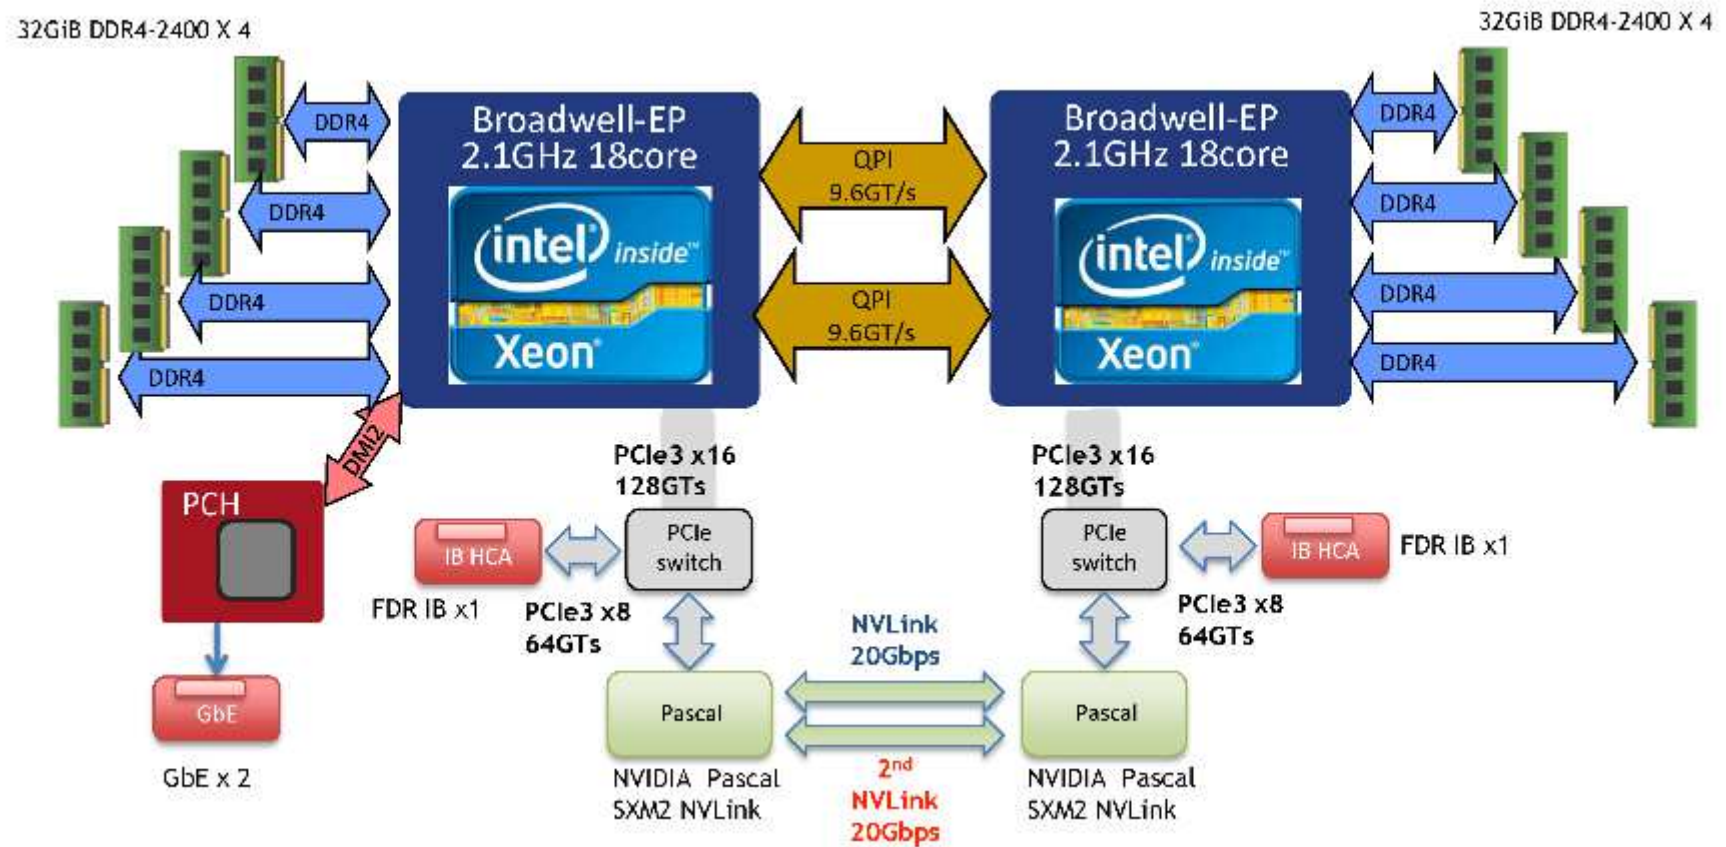 32GiB DDR4-2400 X 4
32GiB DDR4-2400 X 4
Broadwell-EP
2.1GHz 18core
Broadwell-EP
2.1GHz 18core
DDR4
DDR4
DDR4
DDR4
QPI
9.6GT/s
QPI
9.6GT/s
DDR4
DDR4
DDR4
DDR4
intel® inside™
Xeon®
intel® inside™
Xeon®
DMI2
PCH
PCIe3 x16
128GTs
PCIe3 x16
128GTs
PCIe
switch
PCIe
switch
IB HCA
IB HCA
FDR IB x1
FDR IB x1
PCIe3 x8
64GTs
PCIe3 x8
64GTs
NVLink
20Gbps
GbE
Pascal
Pascal
GbE x 2
NVIDIA Pascal
SXM2 NVLink
2nd
NVLink
20Gbps
NVIDIA Pascal
SXM2 NVLink